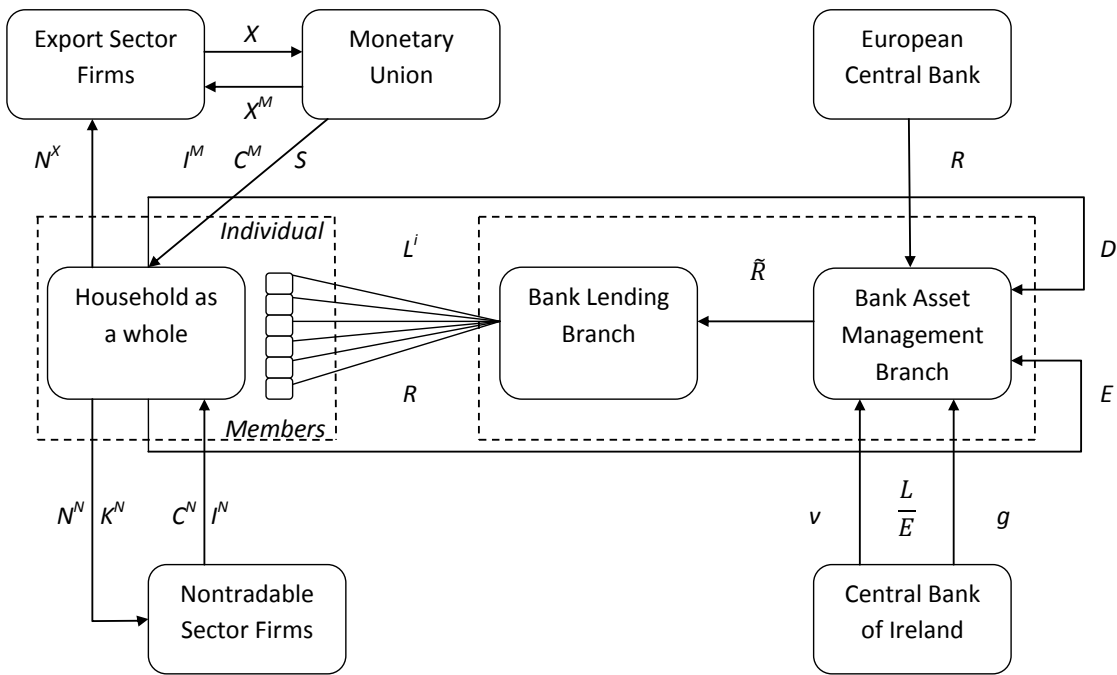 Export Sector
Firms
X
X^M
Monetary
Union
European
Central Bank
N^X
I^M C^M S
R
Individual
Members
Household as
a whole
L^i
R
Bank Lending
Branch
R̃
Bank Asset
Management
Branch
D
E
N^N K^N
C^N I^N
v
L
E
g
Nontradable
Sector Firms
Central Bank
of Ireland